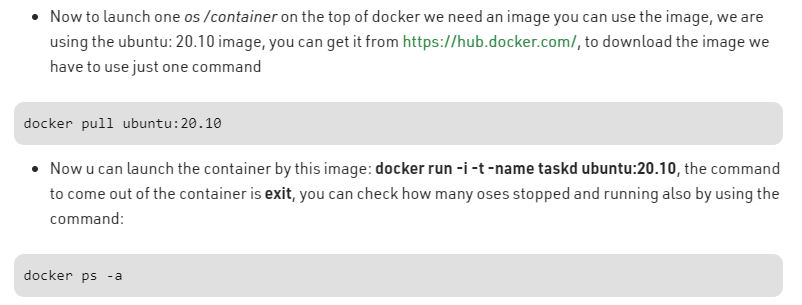 Now to launch one os /container on the top of docker we need an image you can use the image, we are
using the ubuntu: 20.10 image, you can get it from https://hub.docker.com/, to download the image we
have to use just one command
docker pull ubuntu:20.10
Now u can launch the container by this image: docker run -i -t -name taskd ubuntu:20.10, the command
to come out of the container is exit, you can check how many oses stopped and running also by using the
command:
docker ps -a